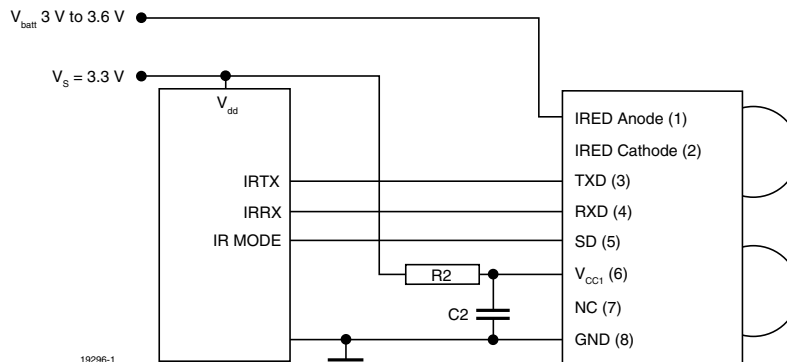 V_batt 3 V to 3.6 V
V_S = 3.3 V
V_dd
IRTX
IRRX
IR MODE
R2
C2
IRED Anode (1)
IRED Cathode (2)
TXD (3)
RXD (4)
SD (5)
V_CC1 (6)
NC (7)
GND (8)
19296-1